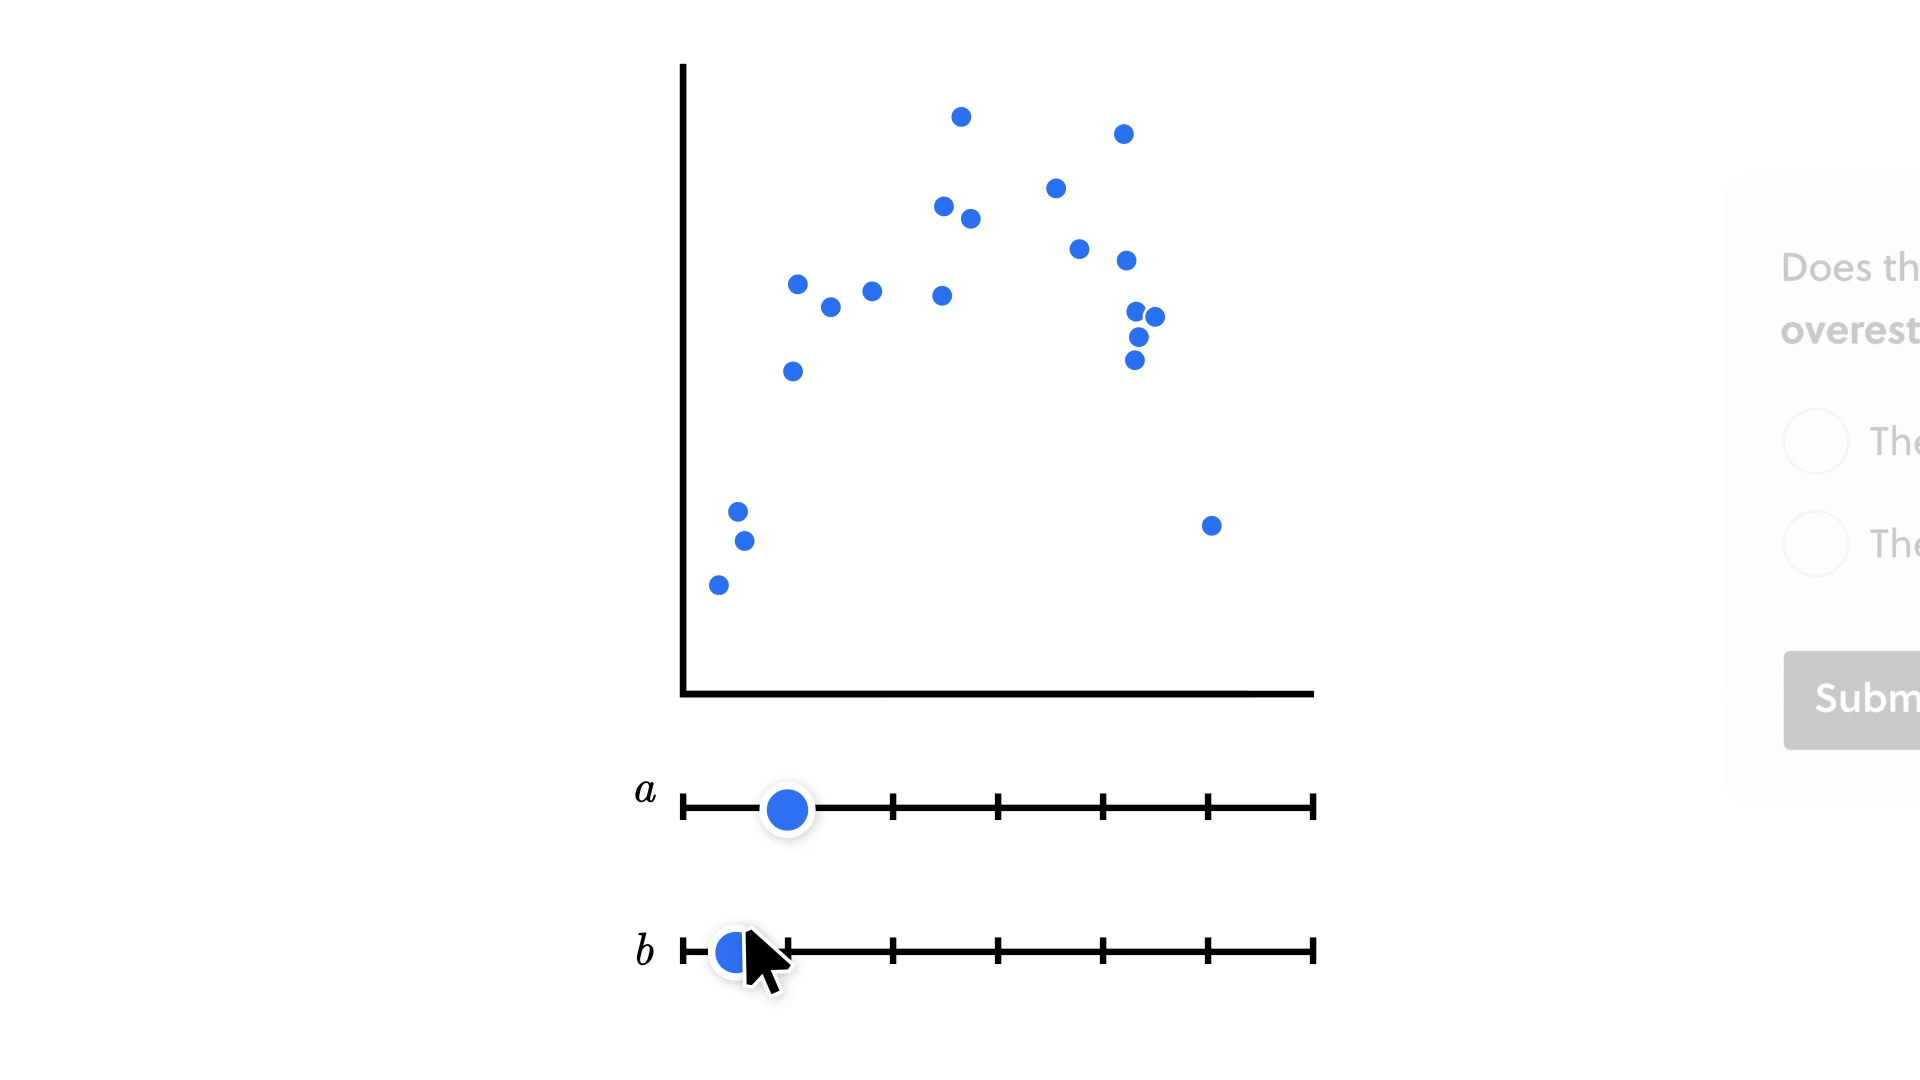 a
b
Does th
overest
The
The
Subm